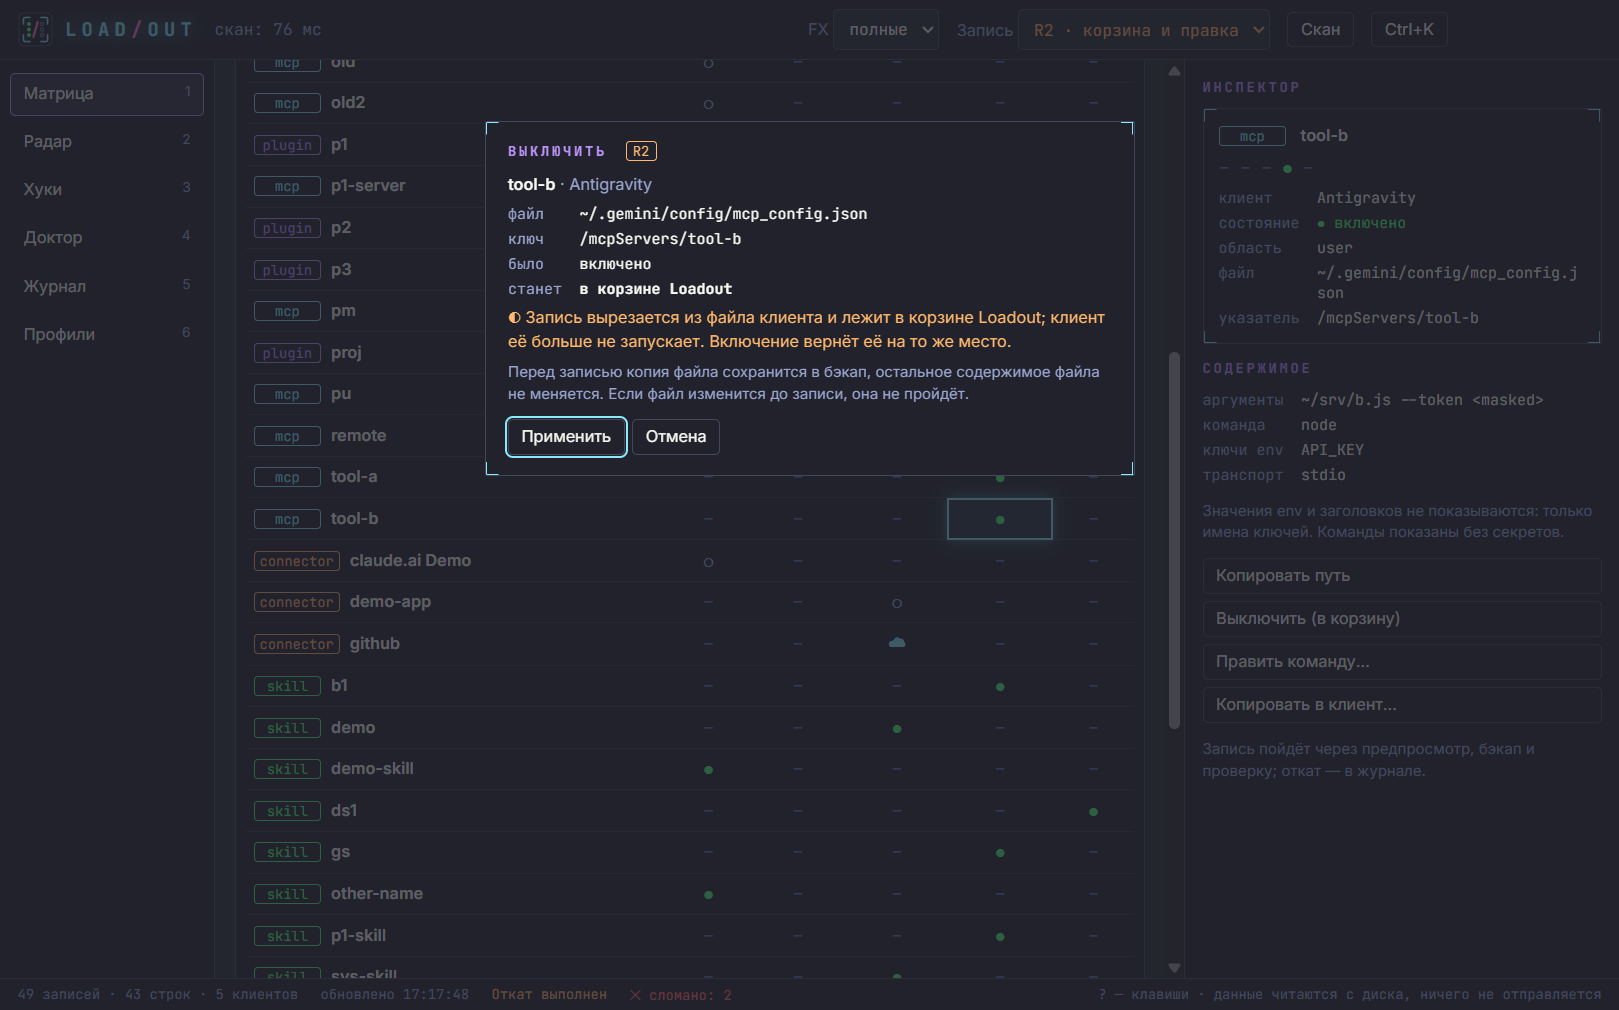 LOAD/OUT скан: 76 мс FX полные Запись R2 · корзина и правка Скан Ctrl+K
Матрица 1
Радар 2
Хуки 3
Доктор 4
Журнал 5
Профили 6
mcp old
mcp old2
plugin p1
mcp p1-server
plugin p2
plugin p3
mcp pm
plugin proj
mcp pu
mcp remote
mcp tool-a
mcp tool-b
connector claude.ai Demo
connector demo-app
connector github
skill b1
skill demo
skill demo-skill
skill ds1
skill gs
skill other-name
skill p1-skill
skill sys-skill
ВЫКЛЮЧИТЬ R2
tool-b · Antigravity
файл ~/.gemini/config/mcp_config.json
ключ /mcpServers/tool-b
было включено
станет в корзине Loadout
Запись вырезается из файла клиента и лежит в корзине Loadout; клиент
её больше не запускает. Включение вернёт её на то же место.
Перед записью копия файла сохранится в бэкап, остальное содержимое файла
не меняется. Если файл изменится до записи, она не пройдёт.
Применить Отмена
ИНСПЕКТОР
mcp tool-b
клиент Antigravity
состояние включено
область user
файл ~/.gemini/config/mcp_config.j
son
указатель /mcpServers/tool-b
СОДЕРЖИМОЕ
аргументы ~/srv/b.js --token <masked>
команда node
ключи env API_KEY
транспорт stdio
Значения env и заголовков не показываются: только
имена ключей. Команды показаны без секретов.
Копировать путь
Выключить (в корзину)
Править команду…
Копировать в клиент…
Запись пойдёт через предпросмотр, бэкап и
проверку; откат — в журнале.
49 записей · 43 строк · 5 клиентов обновлено 17:17:48 Откат выполнен × сломано: 2 ? — клавиши · данные читаются с диска, ничего не отправляется